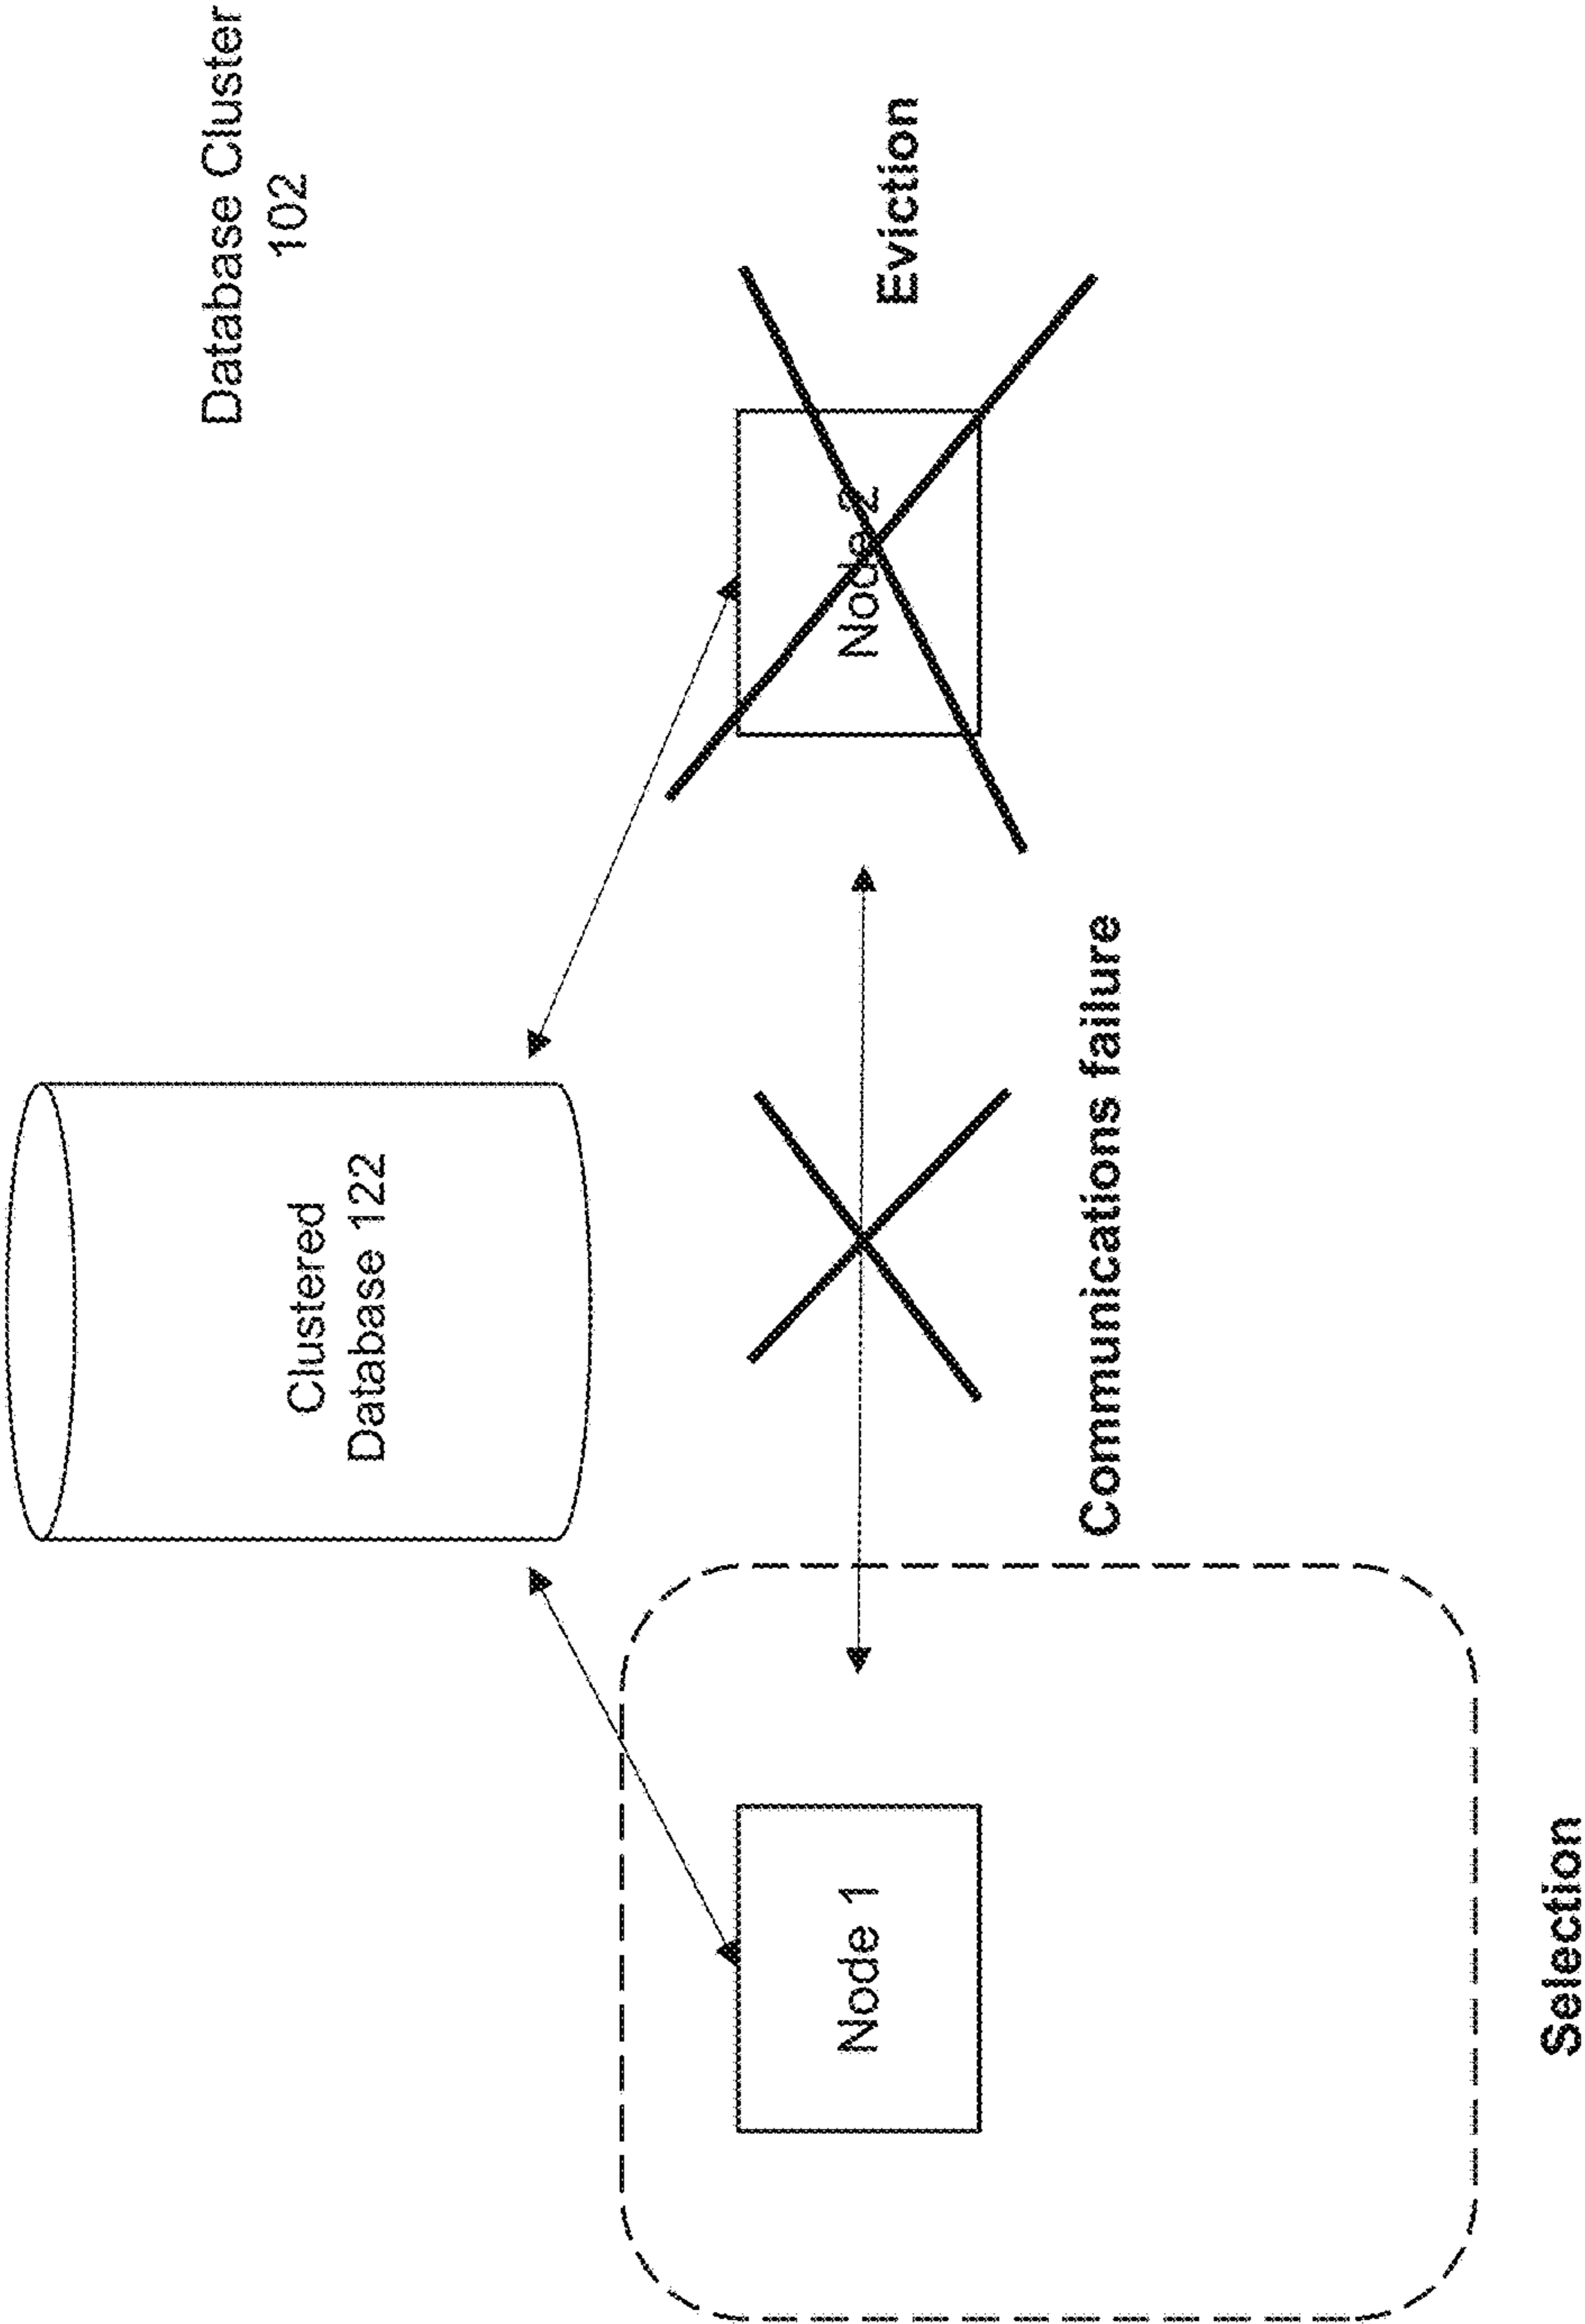 Database Cluster
102
Clustered
Database 122
Node 1
Node 2
Eviction
Communications failure
Selection